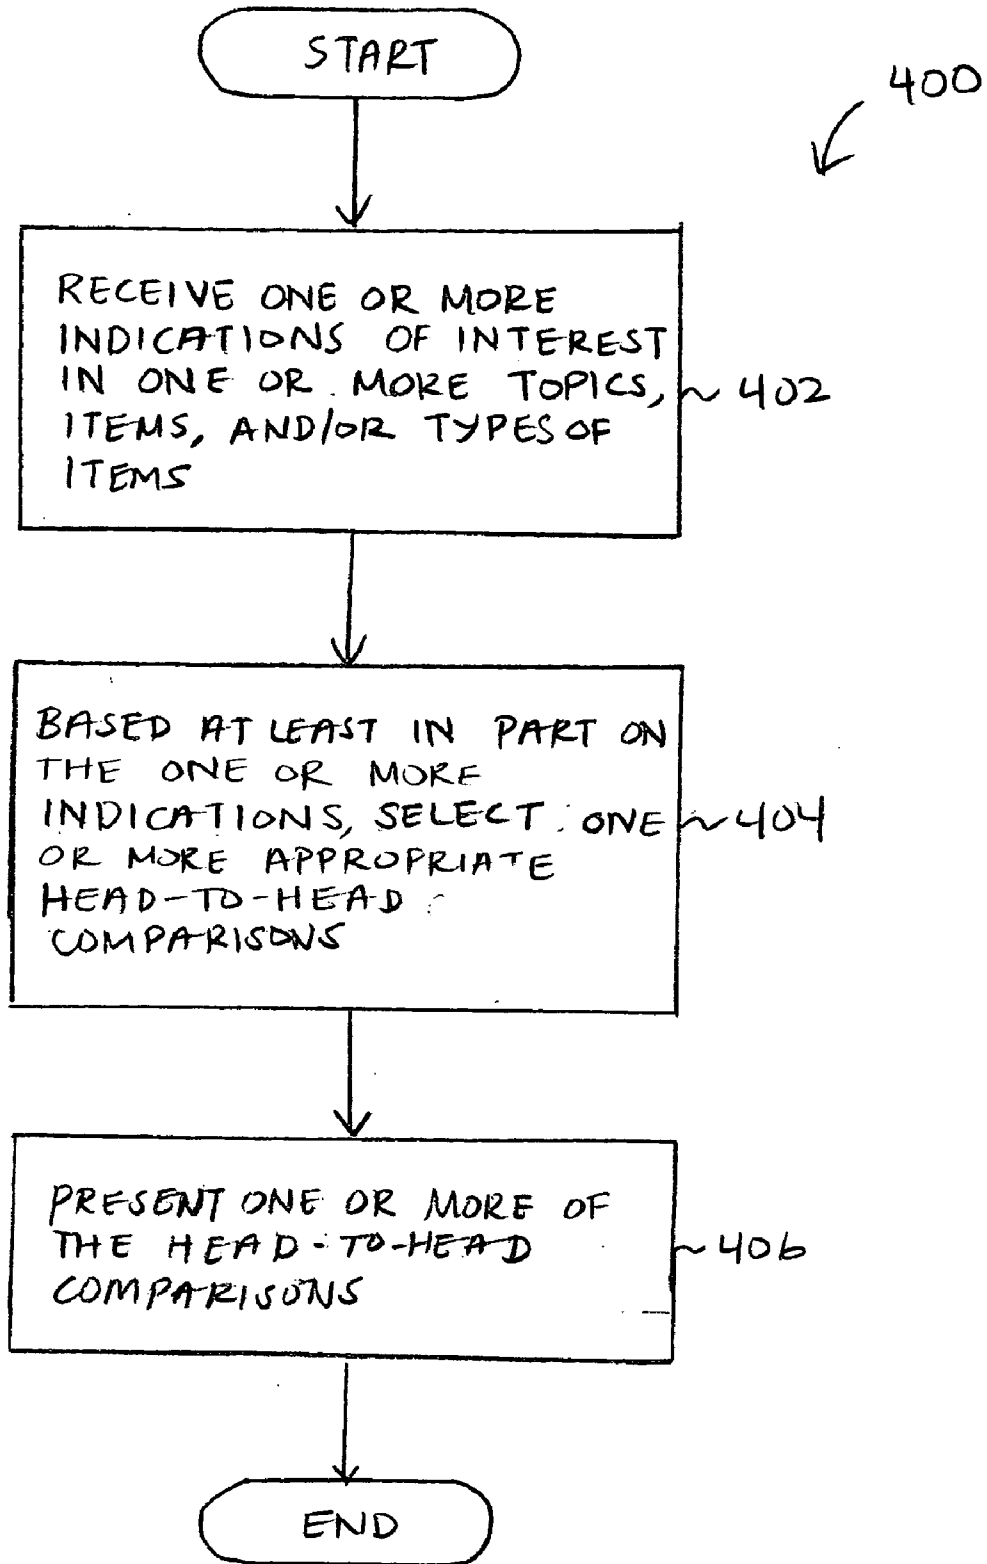 START
400
RECEIVE ONE OR MORE
INDICATIONS OF INTEREST
IN ONE OR MORE TOPICS,
ITEMS, AND/OR TYPES OF
ITEMS
~ 402
BASED AT LEAST IN PART ON
THE ONE OR MORE
INDICATIONS, SELECT ONE
OR MORE APPROPRIATE
HEAD-TO-HEAD
COMPARISONS
~ 404
PRESENT ONE OR MORE OF
THE HEAD-TO-HEAD
COMPARISONS
~ 406
END